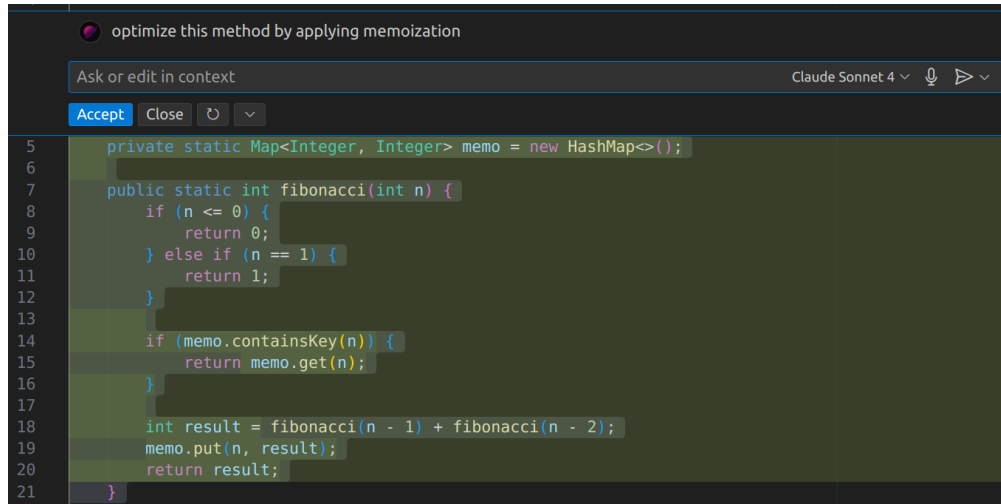 optimize this method by applying memoization
Ask or edit in context
Claude Sonnet 4
Accept Close
5 private static Map<Integer, Integer> memo = new HashMap<>();
6
7 public static int fibonacci(int n) {
8 if (n <= 0) {
9 return 0;
10 } else if (n == 1) {
11 return 1;
12 }
13
14 if (memo.containsKey(n)) {
15 return memo.get(n);
16 }
17
18 int result = fibonacci(n - 1) + fibonacci(n - 2);
19 memo.put(n, result);
20 return result;
21 }